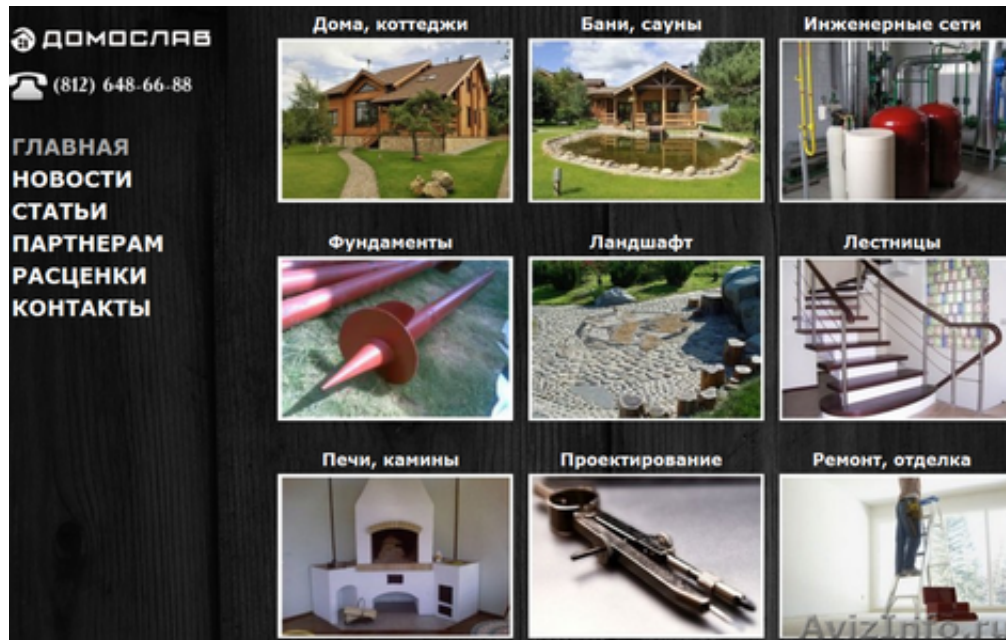 ДОМОСЛАВ
(812) 648-66-88
ГЛАВНАЯ
НОВОСТИ
СТАТЬИ
ПАРТНЕРАМ
РАСЦЕНКИ
КОНТАКТЫ
Дома, коттеджи
Бани, сауны
Инженерные сети
Фундаменты
Ландшафт
Лестницы
Печи, камины
Проектирование
Ремонт, отделка
AvizInfo.ru